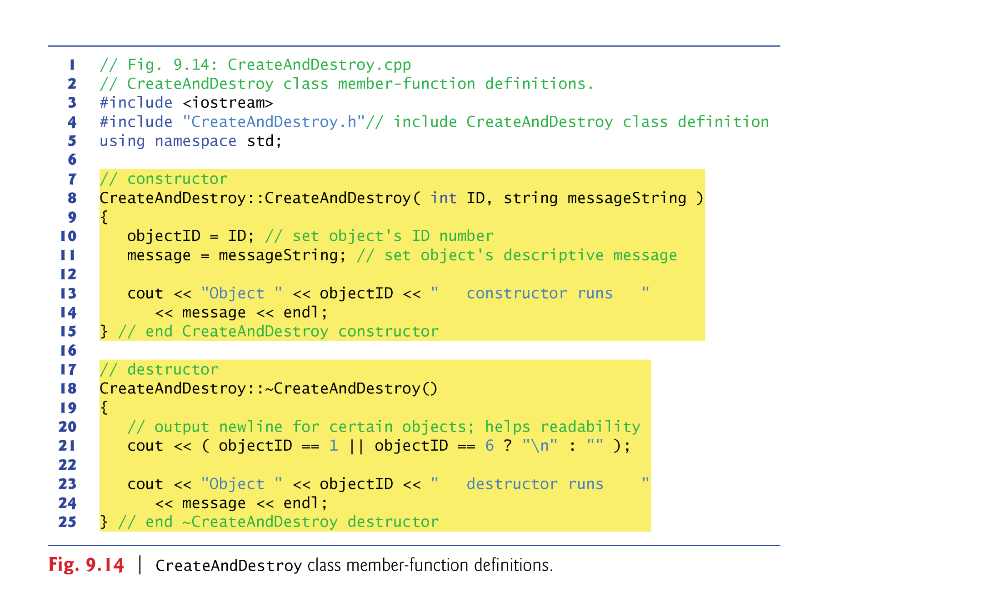 1 // Fig. 9.14: CreateAndDestroy.cpp
2 // CreateAndDestroy class member-function definitions.
3 #include <iostream>
4 #include "CreateAndDestroy.h"// include CreateAndDestroy class definition
5 using namespace std;
6
7 // constructor
8 CreateAndDestroy::CreateAndDestroy( int ID, string messageString )
9 {
10    objectID = ID; // set object's ID number
11    message = messageString; // set object's descriptive message
12
13    cout << "Object " << objectID << "   constructor runs   "
14       << message << endl;
15 } // end CreateAndDestroy constructor
16
17 // destructor
18 CreateAndDestroy::~CreateAndDestroy()
19 {
20    // output newline for certain objects; helps readability
21    cout << ( objectID == 1 || objectID == 6 ? "\n" : "" );
22
23    cout << "Object " << objectID << "   destructor runs    "
24       << message << endl;
25 } // end ~CreateAndDestroy destructor
Fig. 9.14 | CreateAndDestroy class member-function definitions.